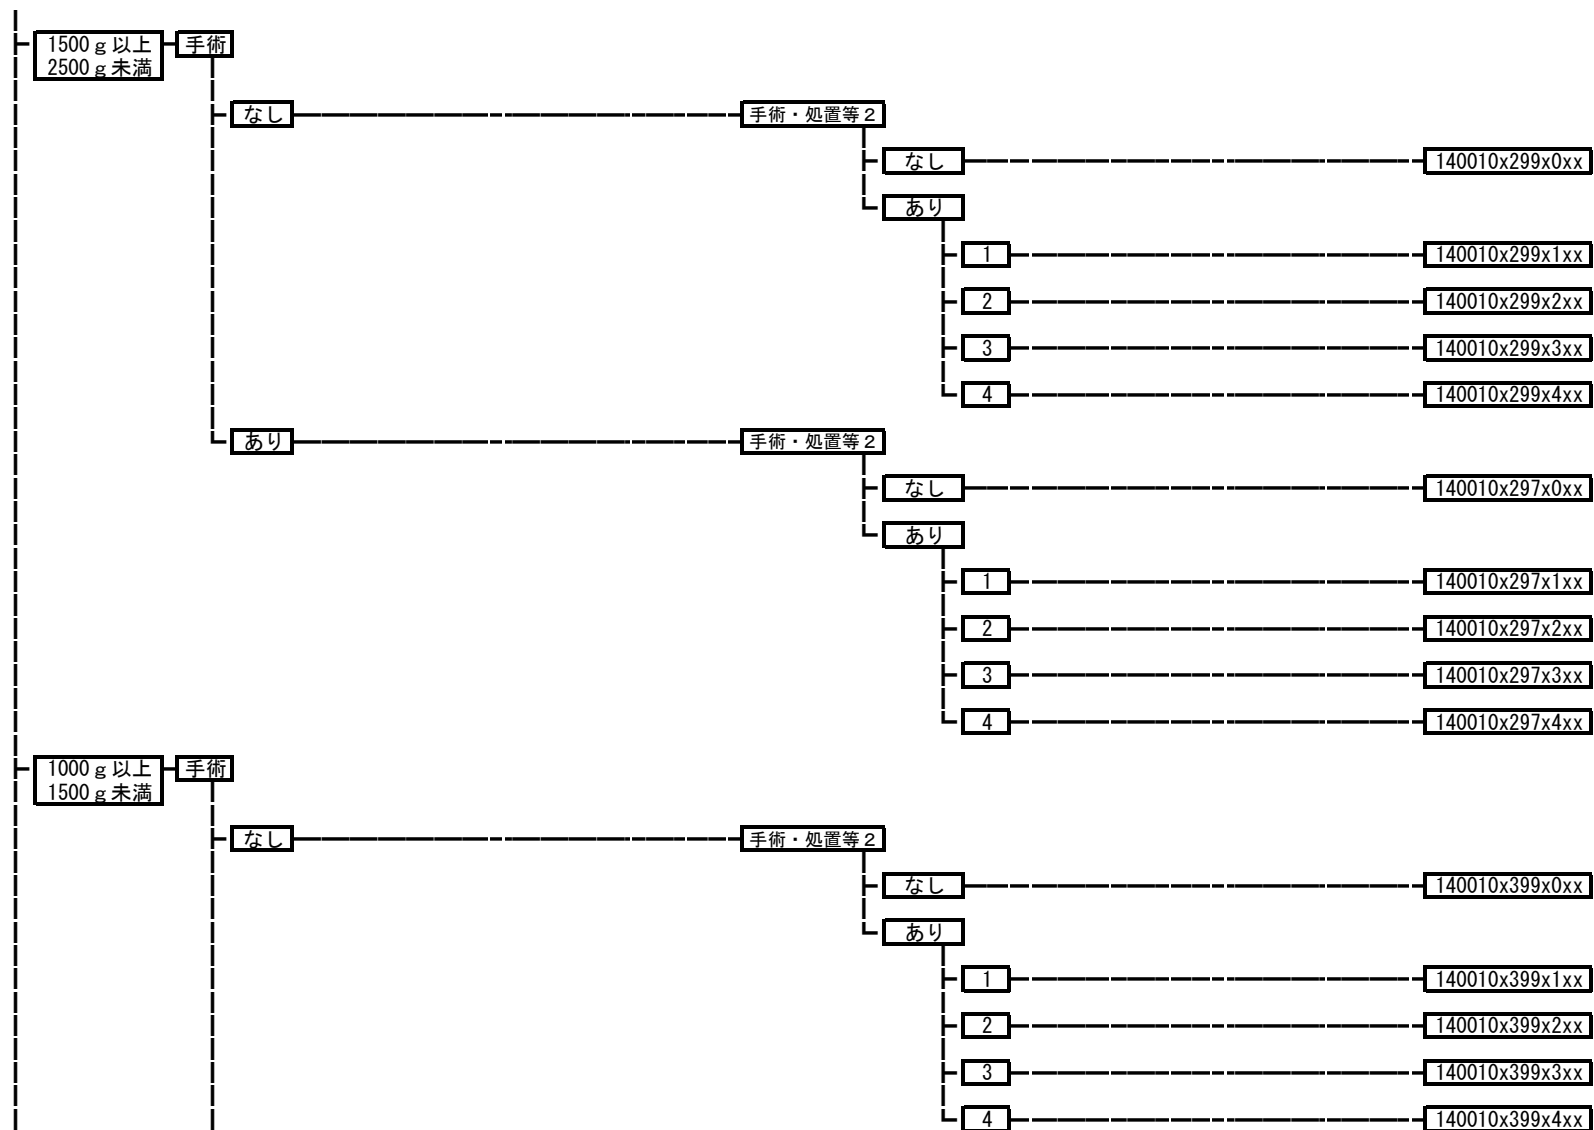 1500ｇ以上
2500ｇ未満
手術
なし
手術・処置等２
なし
140010x299x0xx
あり
1
140010x299x1xx
2
140010x299x2xx
3
140010x299x3xx
4
140010x299x4xx
あり
手術・処置等２
なし
140010x297x0xx
あり
1
140010x297x1xx
2
140010x297x2xx
3
140010x297x3xx
4
140010x297x4xx
1000ｇ以上
1500ｇ未満
手術
なし
手術・処置等２
なし
140010x399x0xx
あり
1
140010x399x1xx
2
140010x399x2xx
3
140010x399x3xx
4
140010x399x4xx